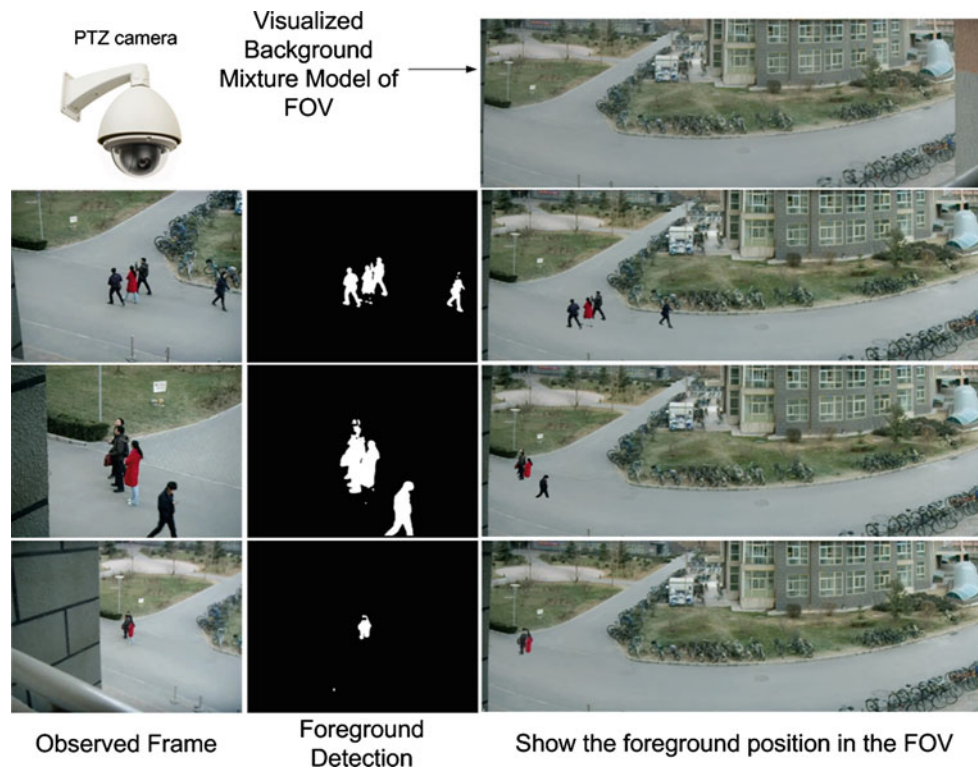 PTZ camera
Visualized
Background
Mixture Model of
FOV
Observed Frame
Foreground
Detection
Show the foreground position in the FOV